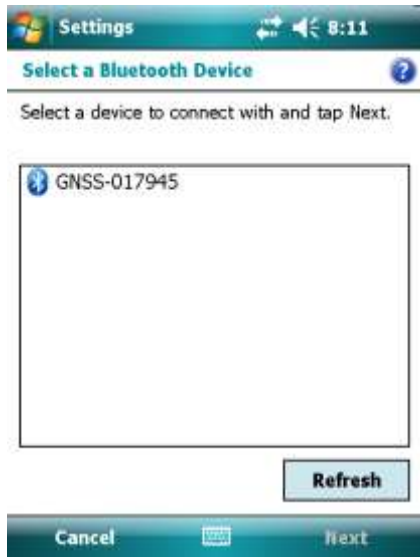 Settings 8:11
Select a Bluetooth Device ?
Select a device to connect with and tap Next.
GNSS-017945
Refresh
Cancel Next